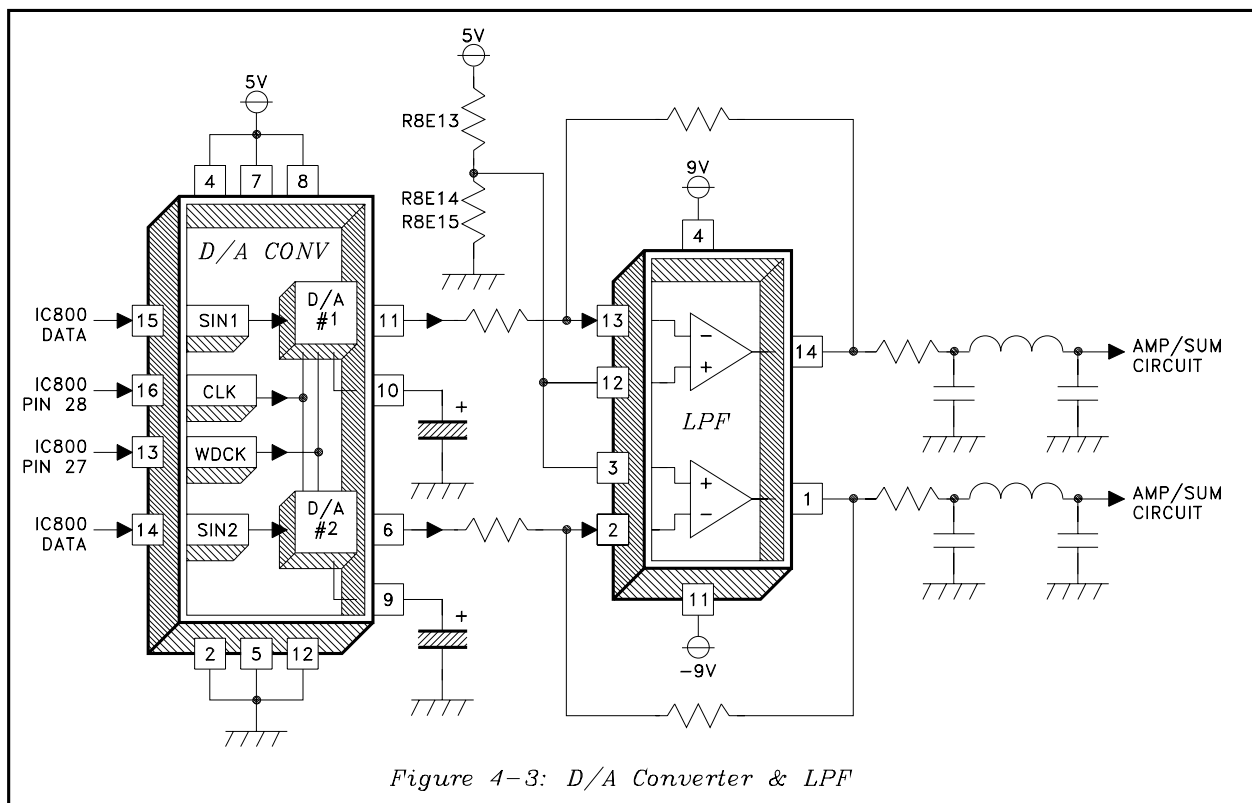 5V
5V
R8E13
R8E14
R8E15
9V
4
7
8
4
D/A CONV
D/A
#1
IC800
DATA
15
SIN1
11
13
14
AMP/SUM
CIRCUIT
IC800
PIN 28
16
CLK
10
+
12
-
+
LPF
IC800
PIN 27
13
WDCK
3
+
-
1
AMP/SUM
CIRCUIT
IC800
DATA
14
SIN2
D/A
#2
6
2
9
+
11
-9V
2
5
12
Figure 4-3: D/A Converter & LPF